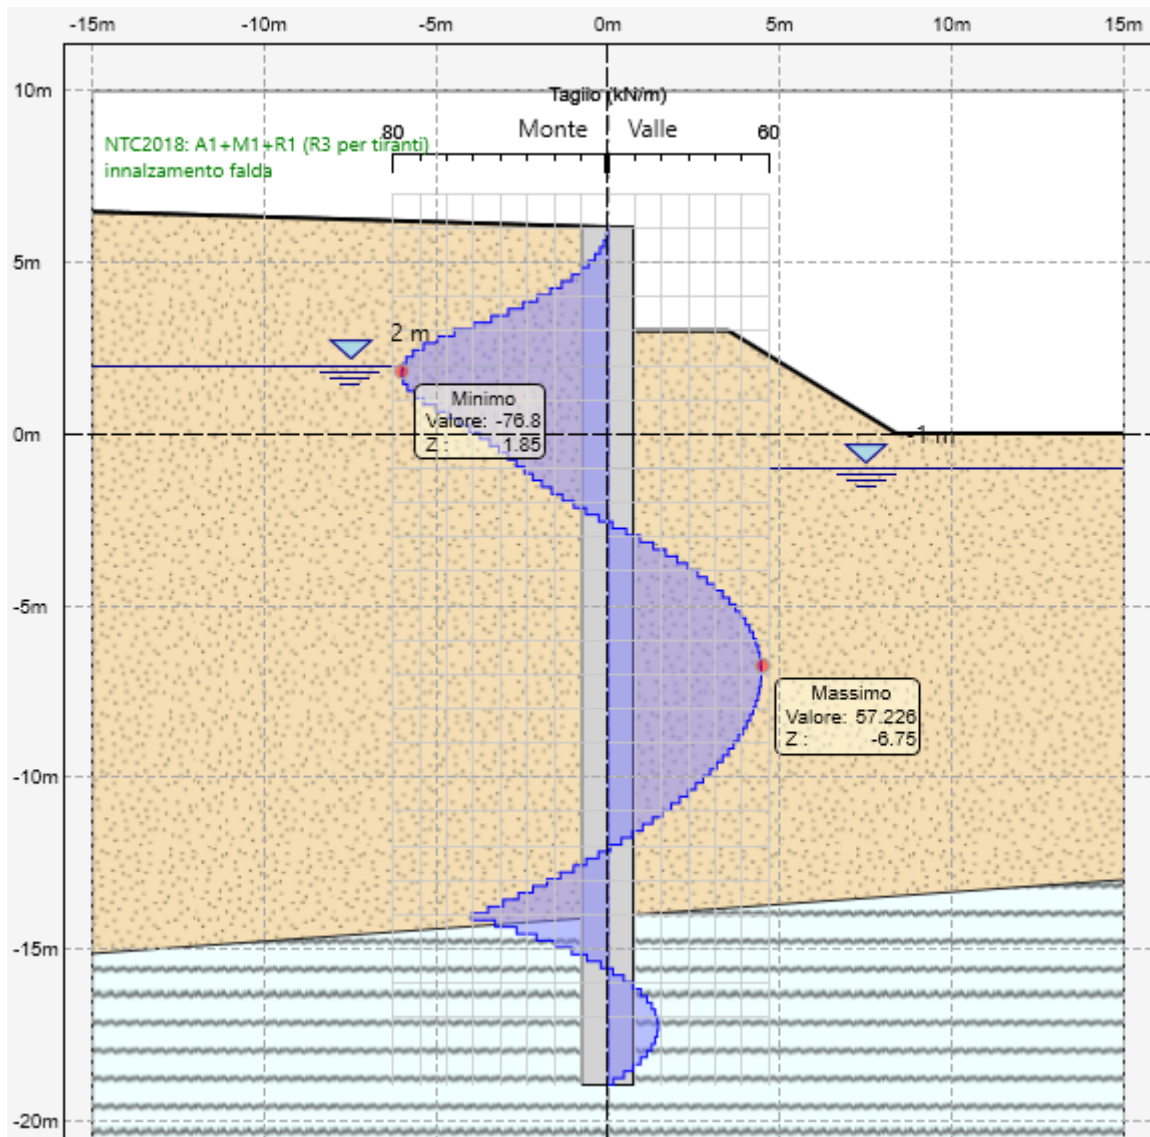 -15m -10m -5m 0m 5m 10m 15m
10m
Tagilo (kN/m)
80 Monte Valle 60
NTC2018: A1+M1+R1 (R3 per tiranti)
innalzamento falda
5m
2 m
Minimo
Valore: -76.8
Z : 1.85
0m
-1 m
-5m
Massimo
Valore: 57.226
Z : -6.75
-10m
-15m
-20m